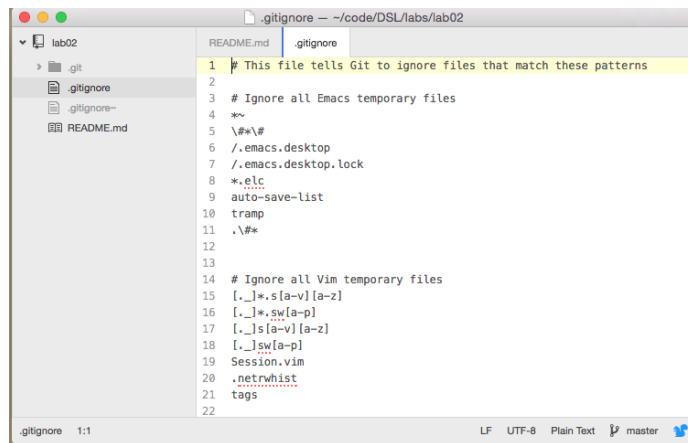 .gitignore — ~/code/DSL/labs/lab02
lab02
.git
.gitignore
.gitignore~
README.md
README.md .gitignore
1 # This file tells Git to ignore files that match these patterns
2
3 # Ignore all Emacs temporary files
4 *~
5 \#*\#
6 /.emacs.desktop
7 /.emacs.desktop.lock
8 *.elc
9 auto-save-list
10 tramp
11 .\#*
12
13
14 # Ignore all Vim temporary files
15 [._]*.s[a-v][a-z]
16 [._]*.sw[a-p]
17 [._]s[a-v][a-z]
18 [._]sw[a-p]
19 Session.vim
20 .netrwhist
21 tags
22
.gitignore 1:1 LF UTF-8 Plain Text master